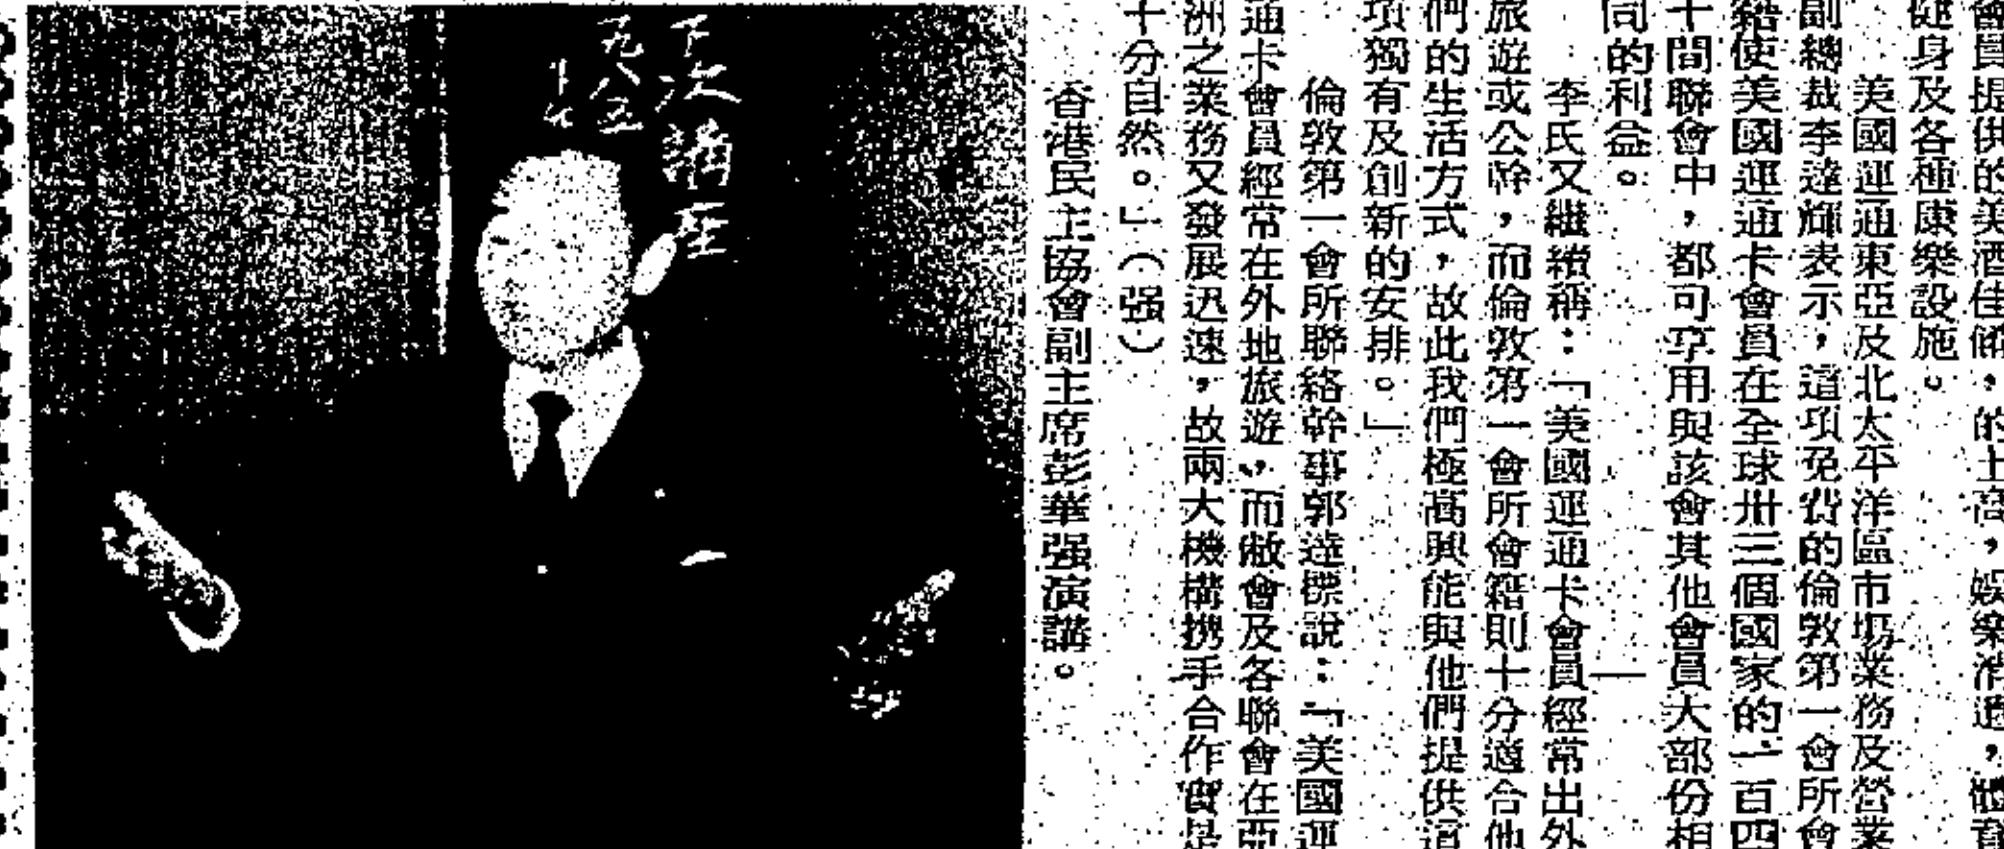 會員提供的美酒佳餚，的上高，娛樂消遣，體育
健身及各種康樂設施。
美國運通東亞及北太平洋區市場業務及營業
副總裁李達輝表示，這項免費的倫敦第一會所會
籍使美國運通卡會員在全球卅三個國家的一百四
十間聯會中，都可享用與該會其他會員大部份相
同的利益。
李氏又繼續稱：「美國運通卡會員經常出外
旅遊或公幹，而倫敦第一會所會籍則十分適合他
們的生活方式，故此我們極高興能與他們提供這
項獨有及創新的安排。」
倫敦第一會所聯絡幹事郭達標說：「美國運
通卡會員經常在外地旅遊，而敝會及各聯會在亞
洲之業務又發展迅速，故兩大機構携手合作實是
十分自然。」（强）
香港民主協會副主席彭華强演講。
下次 至